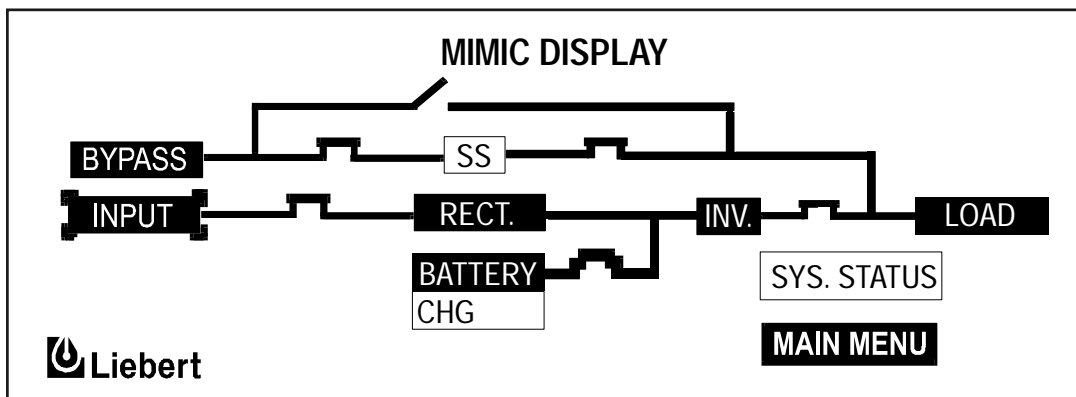 MIMIC DISPLAY
BYPASS
SS
INPUT
RECT.
INV.
LOAD
BATTERY
CHG
SYS. STATUS
MAIN MENU
Liebert